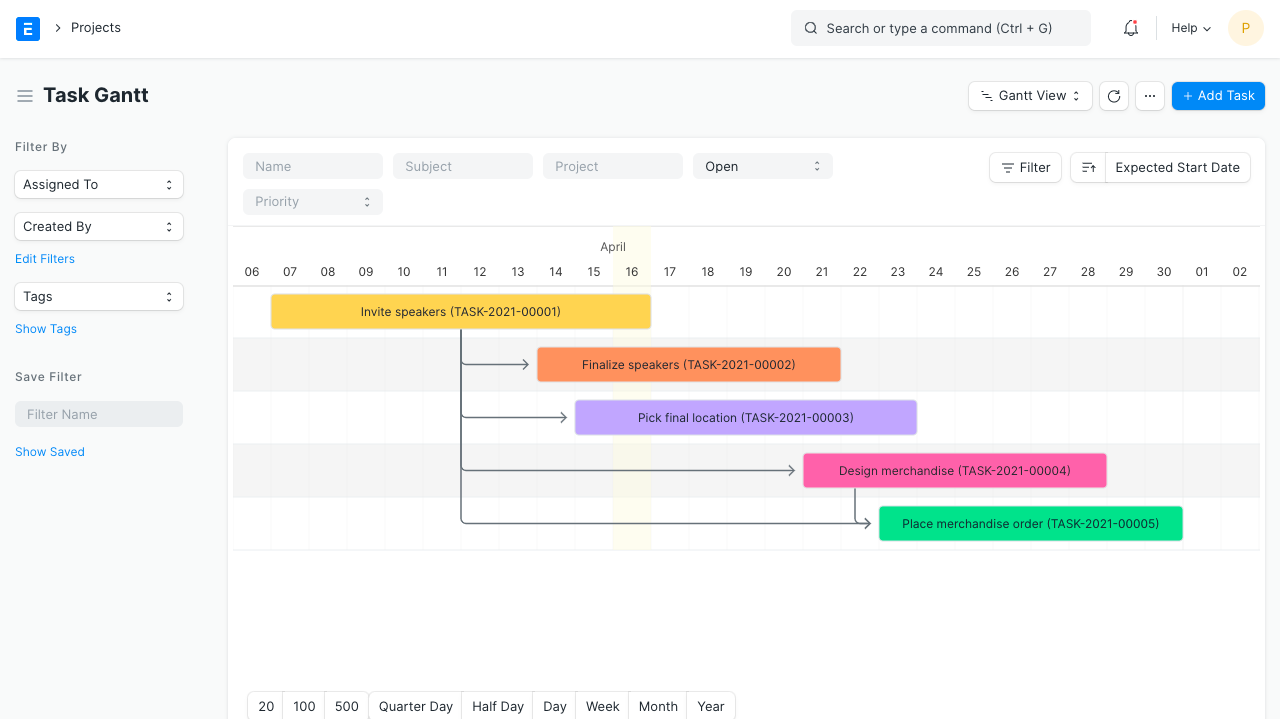 E Projects Search or type a command (Ctrl + G) Help P
Task Gantt Gantt View + Add Task
Filter By
Assigned To
Created By
Edit Filters
Tags
Show Tags
Save Filter
Filter Name
Show Saved
Name Subject Project Open Filter Expected Start Date
Priority
April
06 07 08 09 10 11 12 13 14 15 16 17 18 19 20 21 22 23 24 25 26 27 28 29 30 01 02
Invite speakers (TASK-2021-00001)
Finalize speakers (TASK-2021-00002)
Pick final location (TASK-2021-00003)
Design merchandise (TASK-2021-00004)
Place merchandise order (TASK-2021-00005)
20 100 500 Quarter Day Half Day Day Week Month Year